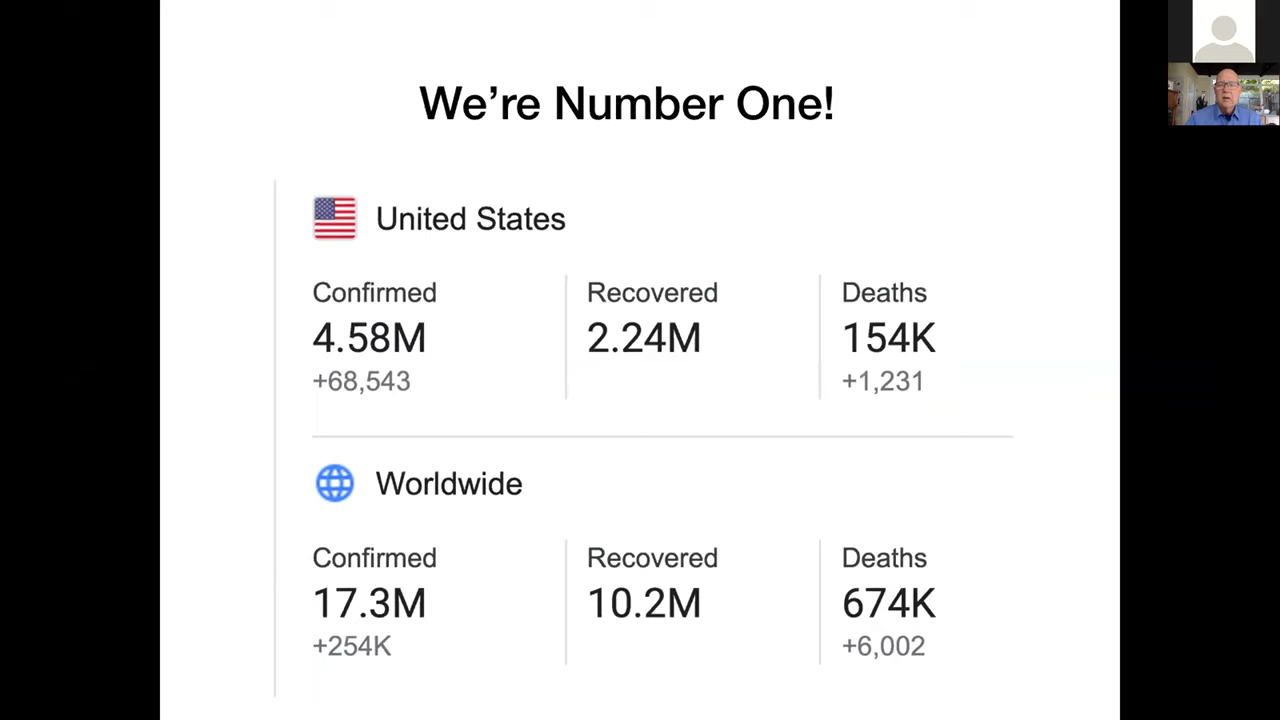 We're Number One!
United States
Confirmed Recovered Deaths
4.58M 2.24M 154K
+68,543 +1,231
Worldwide
Confirmed Recovered Deaths
17.3M 10.2M 674K
+254K +6,002